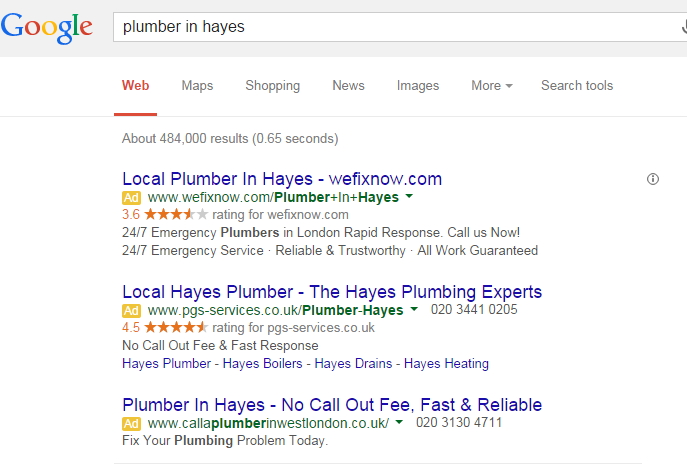 Google
plumber in hayes
Web Maps Shopping News Images More Search tools
About 484,000 results (0.65 seconds)
Local Plumber In Hayes - wefixnow.com
Ad www.wefixnow.com/Plumber+In+Hayes
3.6 rating for wefixnow.com
24/7 Emergency Plumbers in London Rapid Response. Call us Now!
24/7 Emergency Service · Reliable & Trustworthy · All Work Guaranteed
Local Hayes Plumber - The Hayes Plumbing Experts
Ad www.pgs-services.co.uk/Plumber-Hayes 020 3441 0205
4.5 rating for pgs-services.co.uk
No Call Out Fee & Fast Response
Hayes Plumber - Hayes Boilers - Hayes Drains - Hayes Heating
Plumber In Hayes - No Call Out Fee, Fast & Reliable
Ad www.callaplumberinwestlondon.co.uk/ 020 3130 4711
Fix Your Plumbing Problem Today.